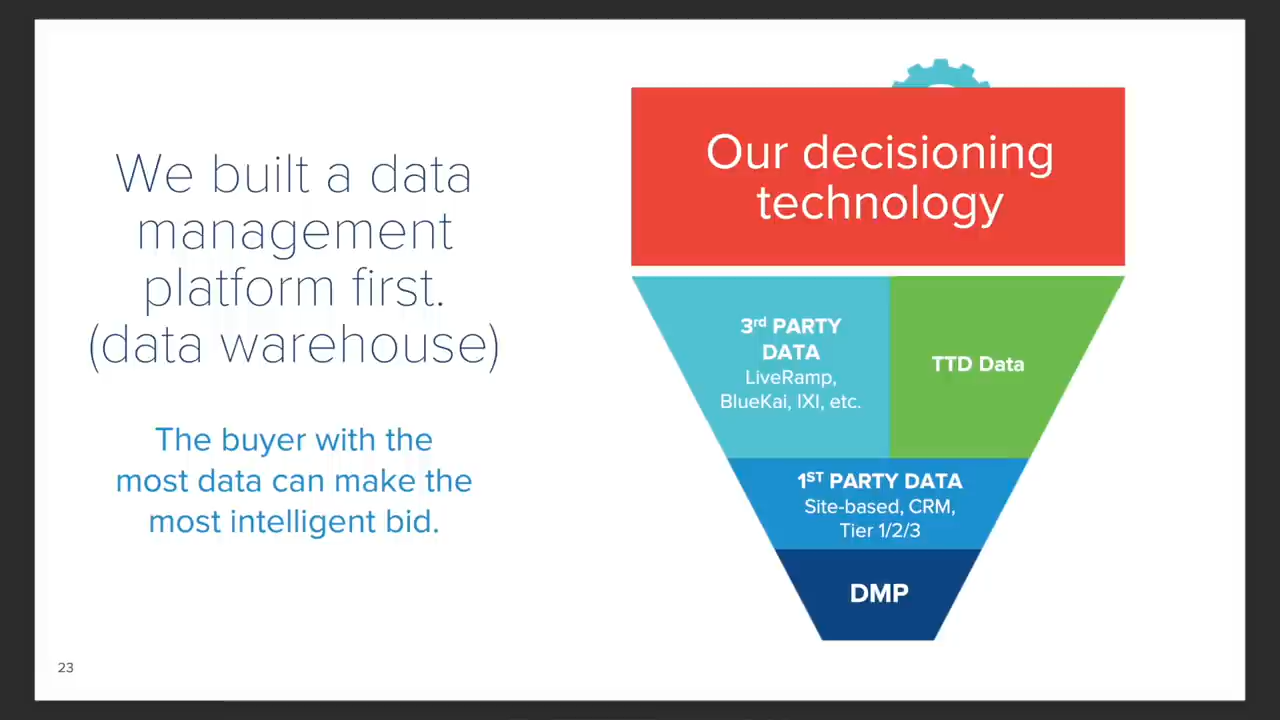 We built a data
management
platform first.
(data warehouse)
The buyer with the
most data can make the
most intelligent bid.
Our decisioning
technology
3rd PARTY
DATA
LiveRamp,
BlueKai, IXI, etc.
TTD Data
1ST PARTY DATA
Site-based, CRM,
Tier 1/2/3
DMP
23